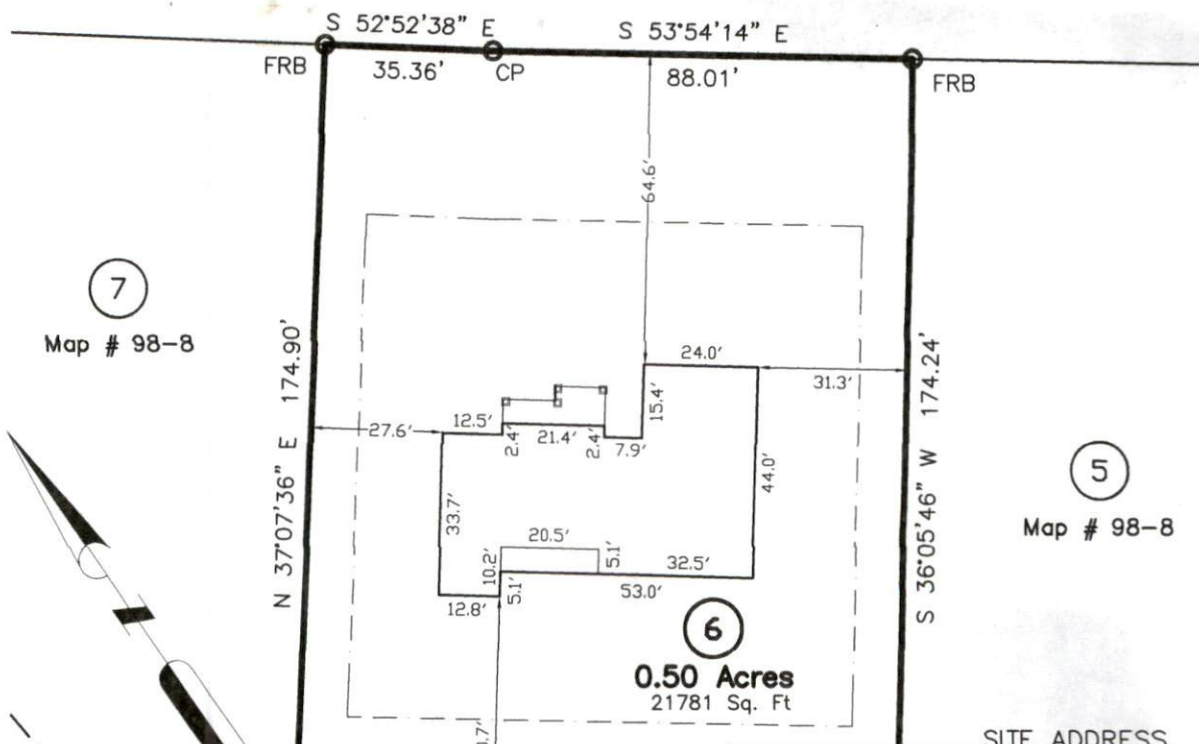 S 52°52'38" E
S 53°54'14" E
FRB
35.36'
CP
88.01'
FRB
64.6'
7
Map # 98-8
N 37°07'36" E 174.90'
S 36°05'46" W 174.24'
24.0'
31.3'
15.4'
27.6'
12.5'
2.4'
21.4'
2.4'
7.9'
44.0'
5
Map # 98-8
33.7'
20.5'
10.2'
5.1'
32.5'
12.8'
5.1'
53.0'
6
0.50 Acres
21781 Sq. Ft
SITE ADDRESS